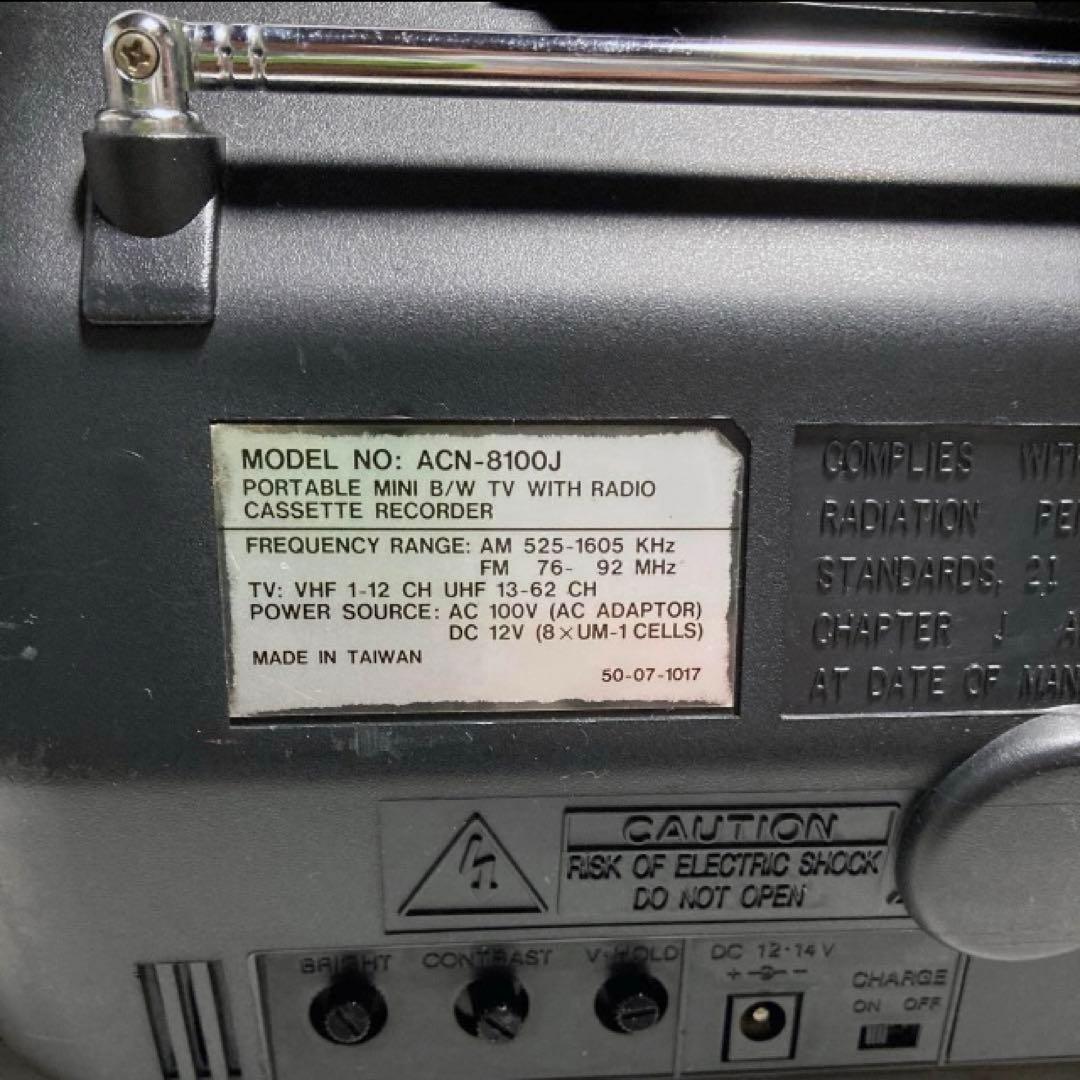 MODEL NO: ACN-8100J
PORTABLE MINI B/W TV WITH RADIO
CASSETTE RECORDER
FREQUENCY RANGE: AM 525-1605 KHz
FM 76- 92 MHz
TV: VHF 1-12 CH UHF 13-62 CH
POWER SOURCE: AC 100V (AC ADAPTOR)
DC 12V (8×UM-1 CELLS)
MADE IN TAIWAN
50-07-1017
COMPLIES WITH
RADIATION
STANDARDS, 21
CHAPTER J
AT DATE OF
CAUTION
RISK OF ELECTRIC SHOCK
DO NOT OPEN
BRIGHT CONTRAST V-HOLD DC 12-14V
+ -
CHARGE
ON OFF